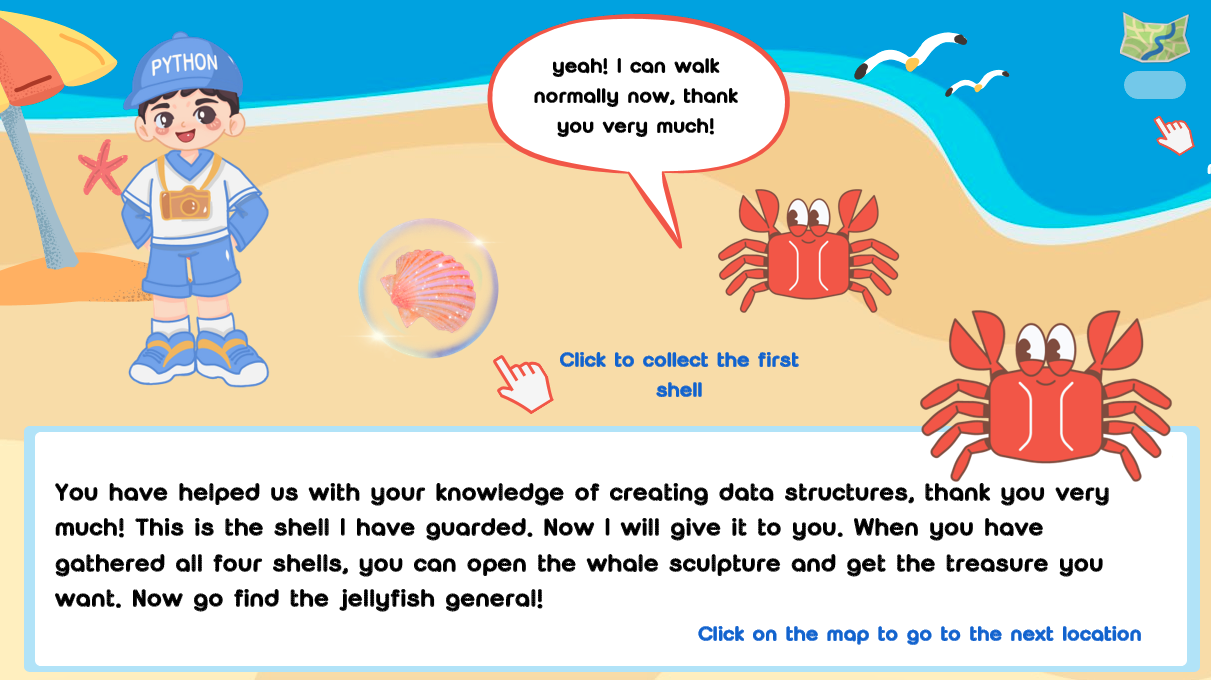 PYTHON
yeah! I can walk
normally now, thank
you very much!
Click to collect the first
shell
You have helped us with your knowledge of creating data structures, thank you very
much! This is the shell I have guarded. Now I will give it to you. When you have
gathered all four shells, you can open the whale sculpture and get the treasure you
want. Now go find the jellyfish general!
Click on the map to go to the next location